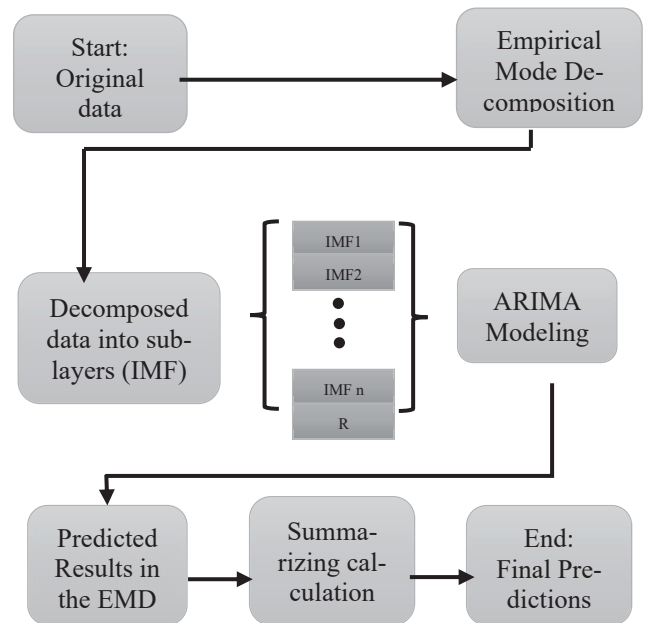 Start:
Original
data
Empirical
Mode De-
composition
Decomposed
data into sub-
layers (IMF)
IMF1
IMF2
IMF n
R
ARIMA
Modeling
Predicted
Results in
the EMD
Summa-
rizing cal-
culation
End:
Final Pre-
dictions